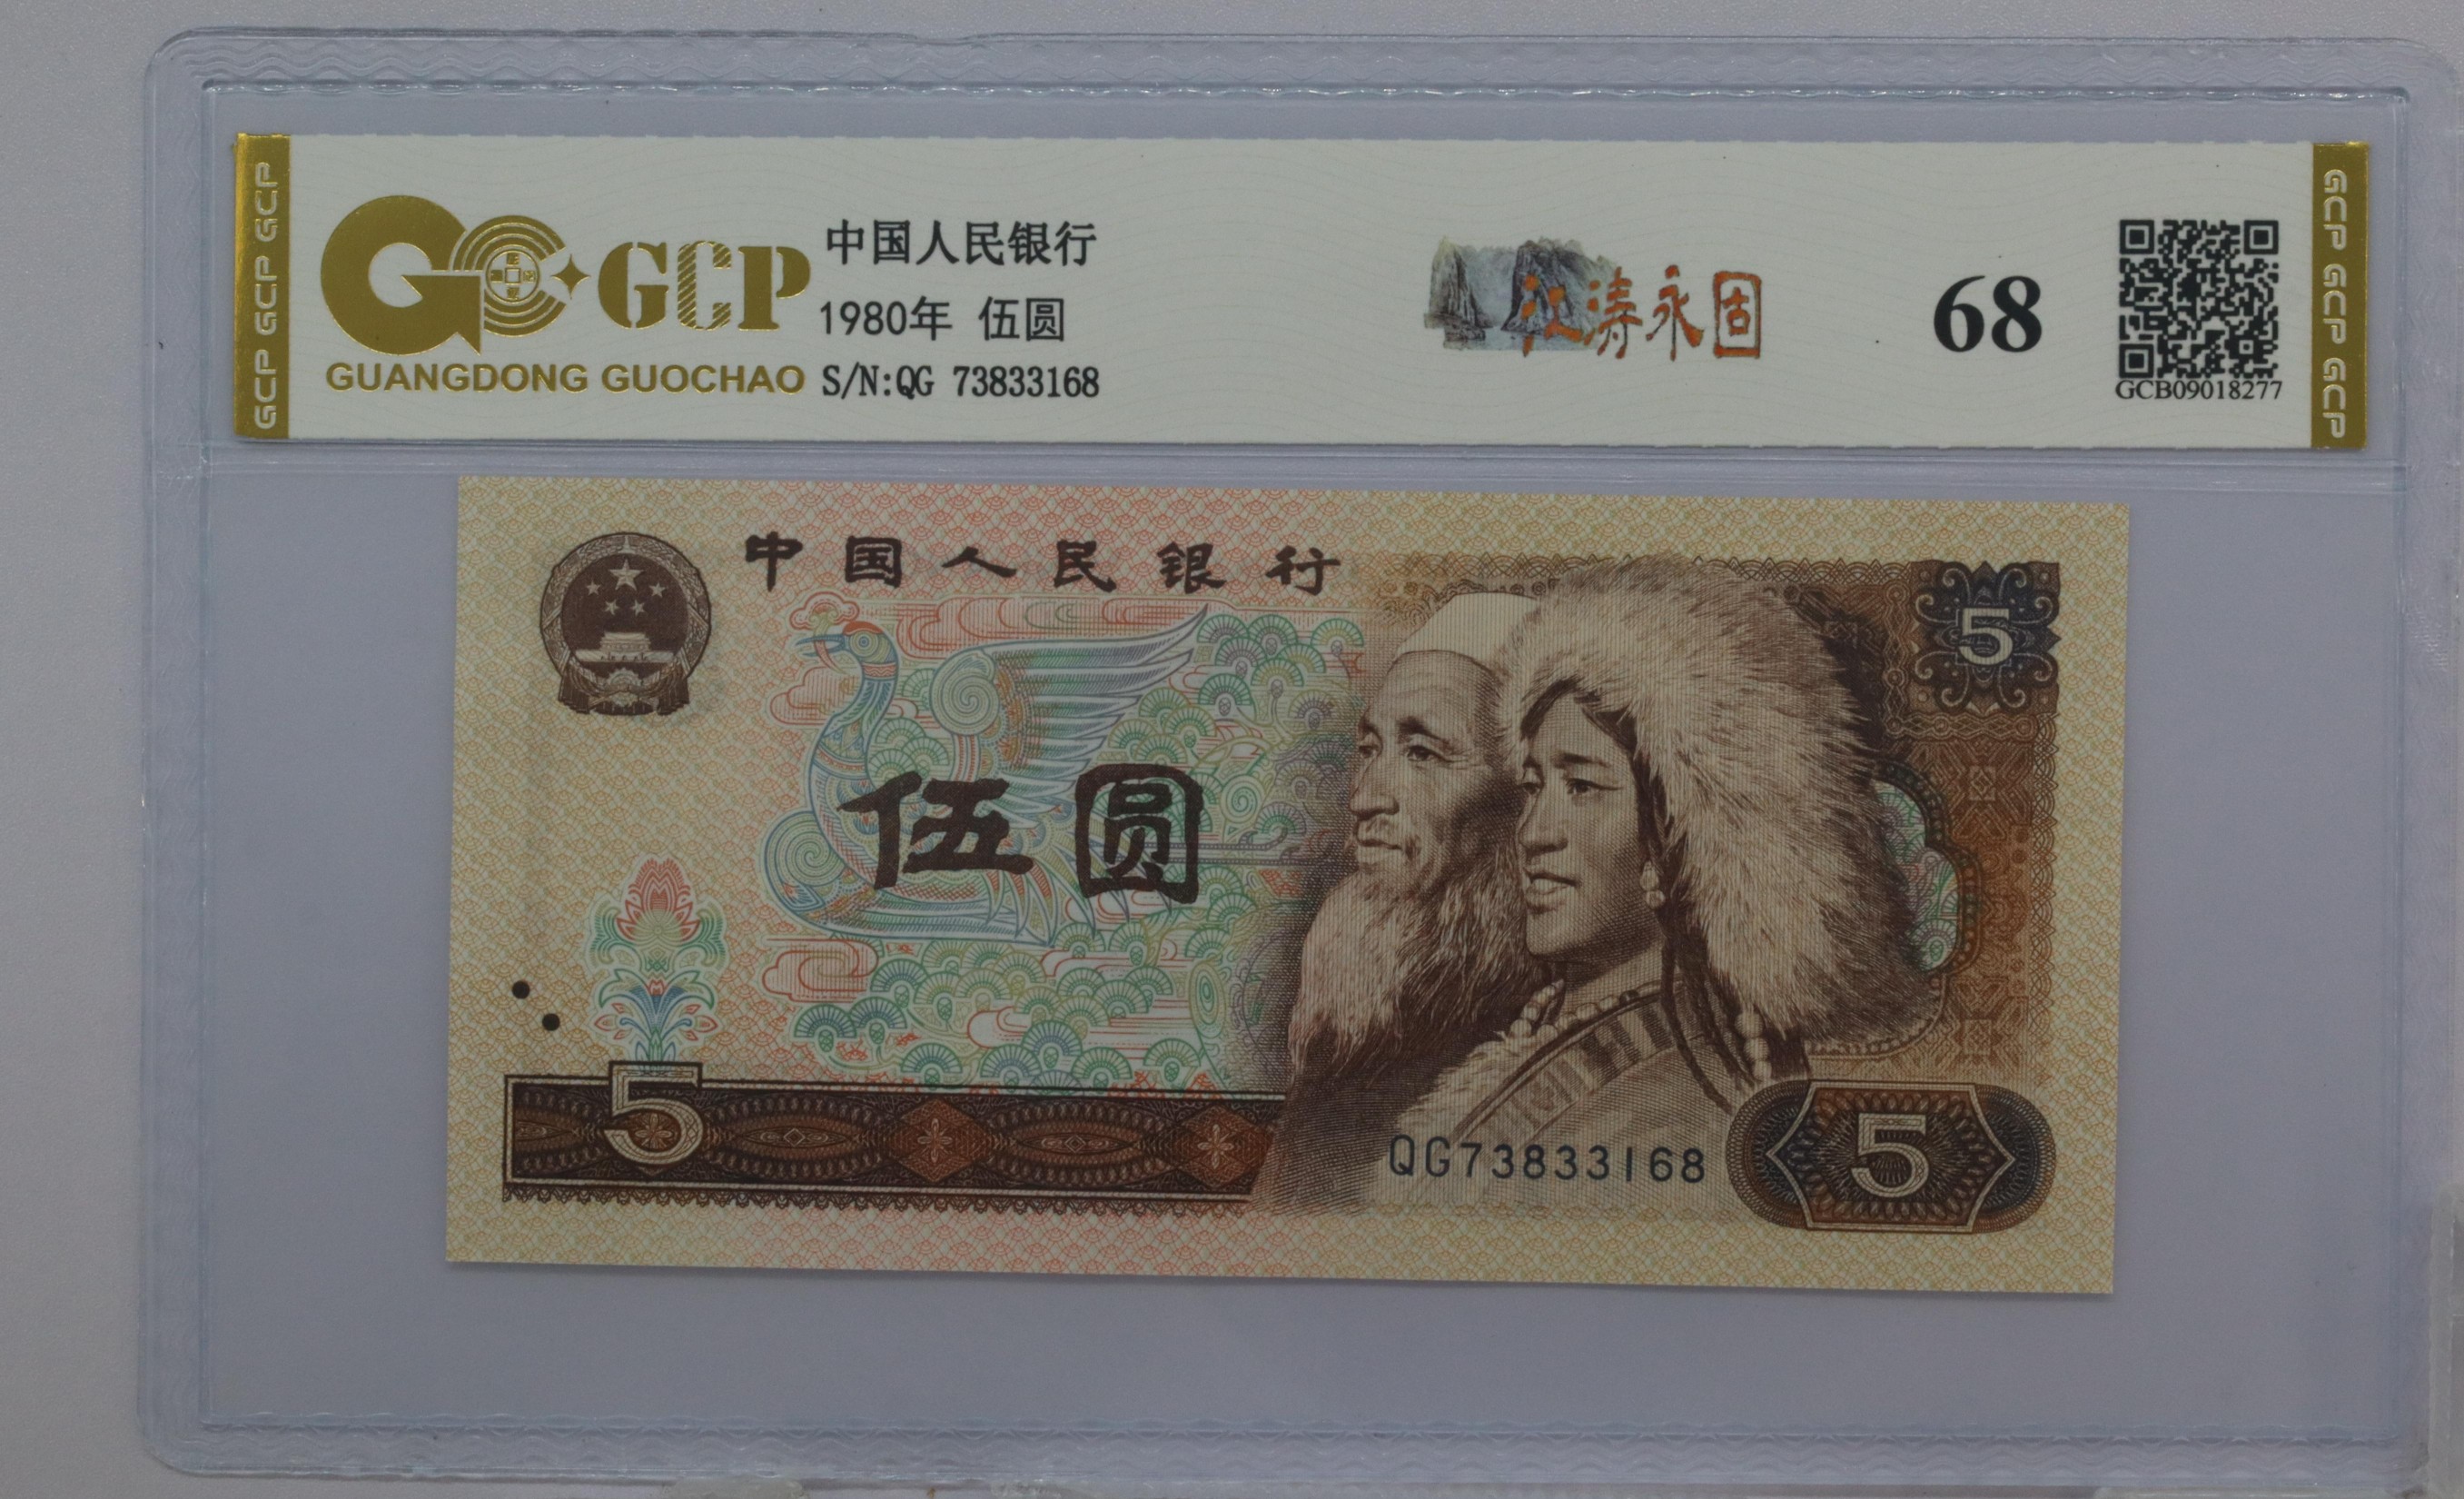 GCP GCP GCP
GCP
GUANGDONG GUOCHAO
中国人民银行
1980年 伍圆
S/N:QG 73833168
江涛永固
68
GCB09018277
GCP GCP GCP
中国人民银行
5
伍圆
5
QG73833168
5